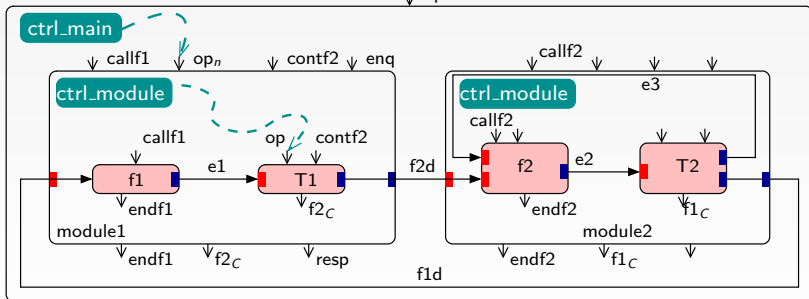 ctrl_main
callf1
opₙ
contf2
enq
callf2
ctrl_module
ctrl_module
e3
callf1
op
contf2
callf2
f1
e1
T1
f2d
f2
e2
T2
endf1
f2_C
endf2
f1_C
module1
module2
endf1
f2_C
resp
endf2
f1_C
f1d